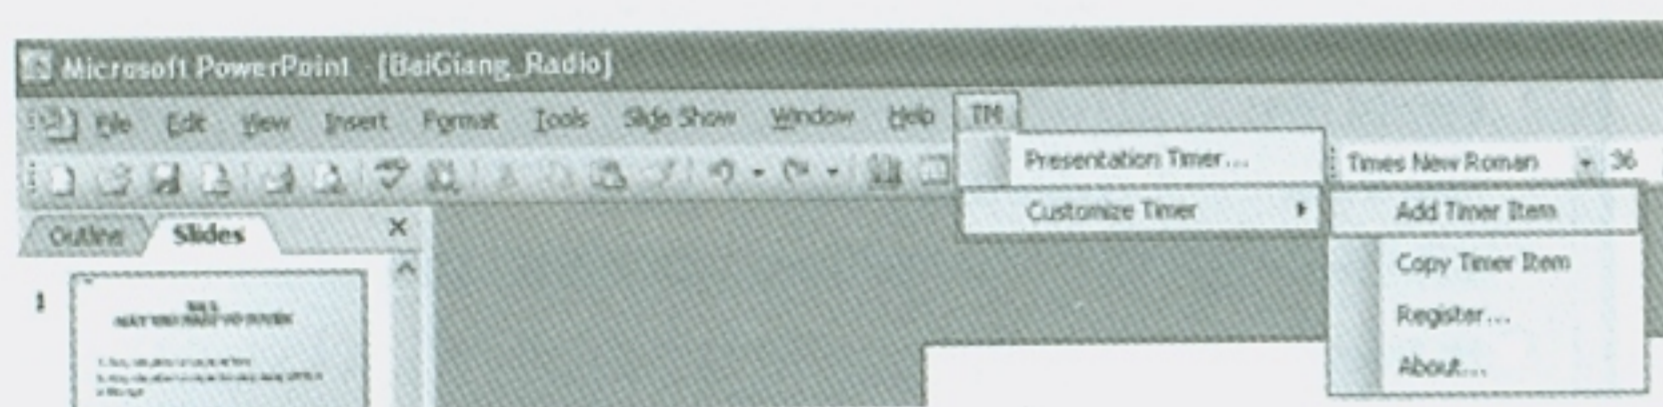 Microsoft PowerPoint [BaiGiang_Radio]
File Edit View Insert Format Tools Slide Show Window Help TM
Presentation Timer...
Times New Roman 36
Customize Timer
Add Timer Item
Outline Slides
Copy Timer Item
1
Register...
About...